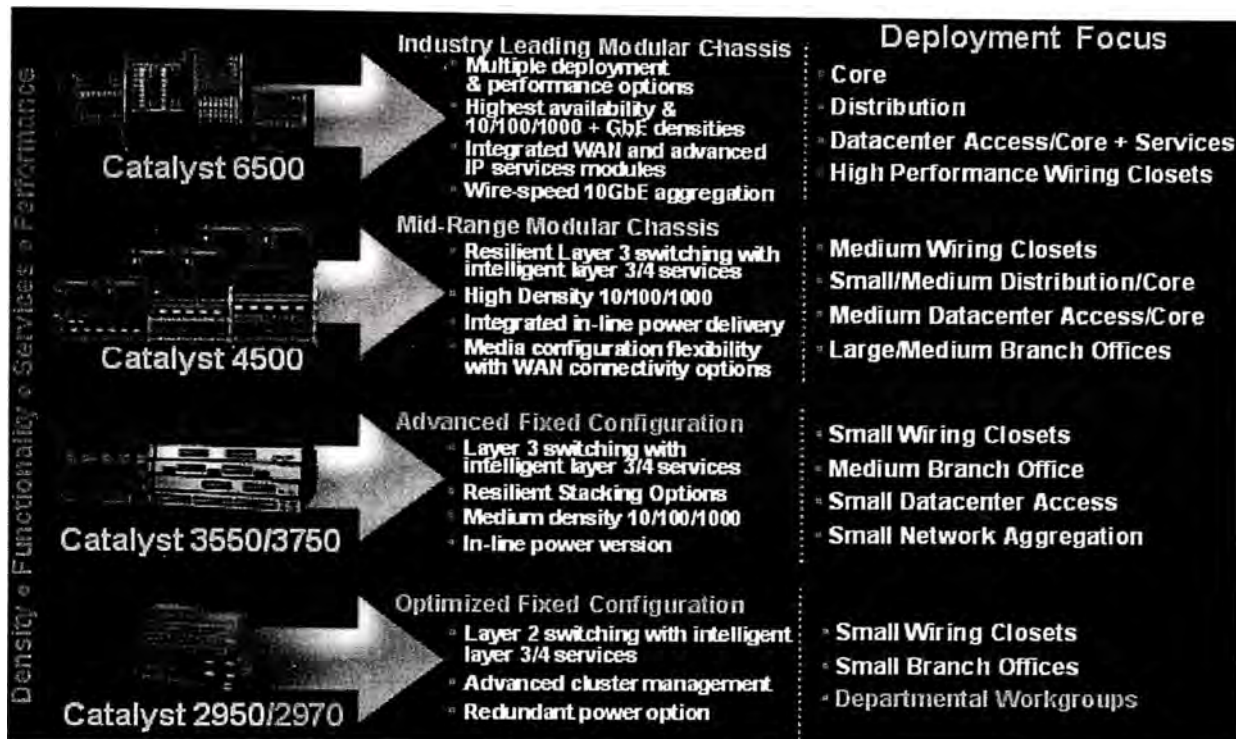 Density • Functionality • Services • Performance
Deployment Focus
Catalyst 6500
Industry Leading Modular Chassis
Multiple deployment
& performance options
Highest availability &
10/100/1000 + GbE densities
Integrated WAN and advanced
IP services modules
Wire-speed 10GbE aggregation
Core
Distribution
Datacenter Access/Core + Services
High Performance Wiring Closets
Catalyst 4500
Mid-Range Modular Chassis
Resilient Layer 3 switching with
intelligent layer 3/4 services
High Density 10/100/1000
Integrated in-line power delivery
Media configuration flexibility
with WAN connectivity options
Medium Wiring Closets
Small/Medium Distribution/Core
Medium Datacenter Access/Core
Large/Medium Branch Offices
Catalyst 3550/3750
Advanced Fixed Configuration
Layer 3 switching with
intelligent layer 3/4 services
Resilient Stacking Options
Medium density 10/100/1000
In-line power version
Small Wiring Closets
Medium Branch Office
Small Datacenter Access
Small Network Aggregation
Catalyst 2950/2970
Optimized Fixed Configuration
Layer 2 switching with intelligent
layer 3/4 services
Advanced cluster management
Redundant power option
Small Wiring Closets
Small Branch Offices
Departmental Workgroups